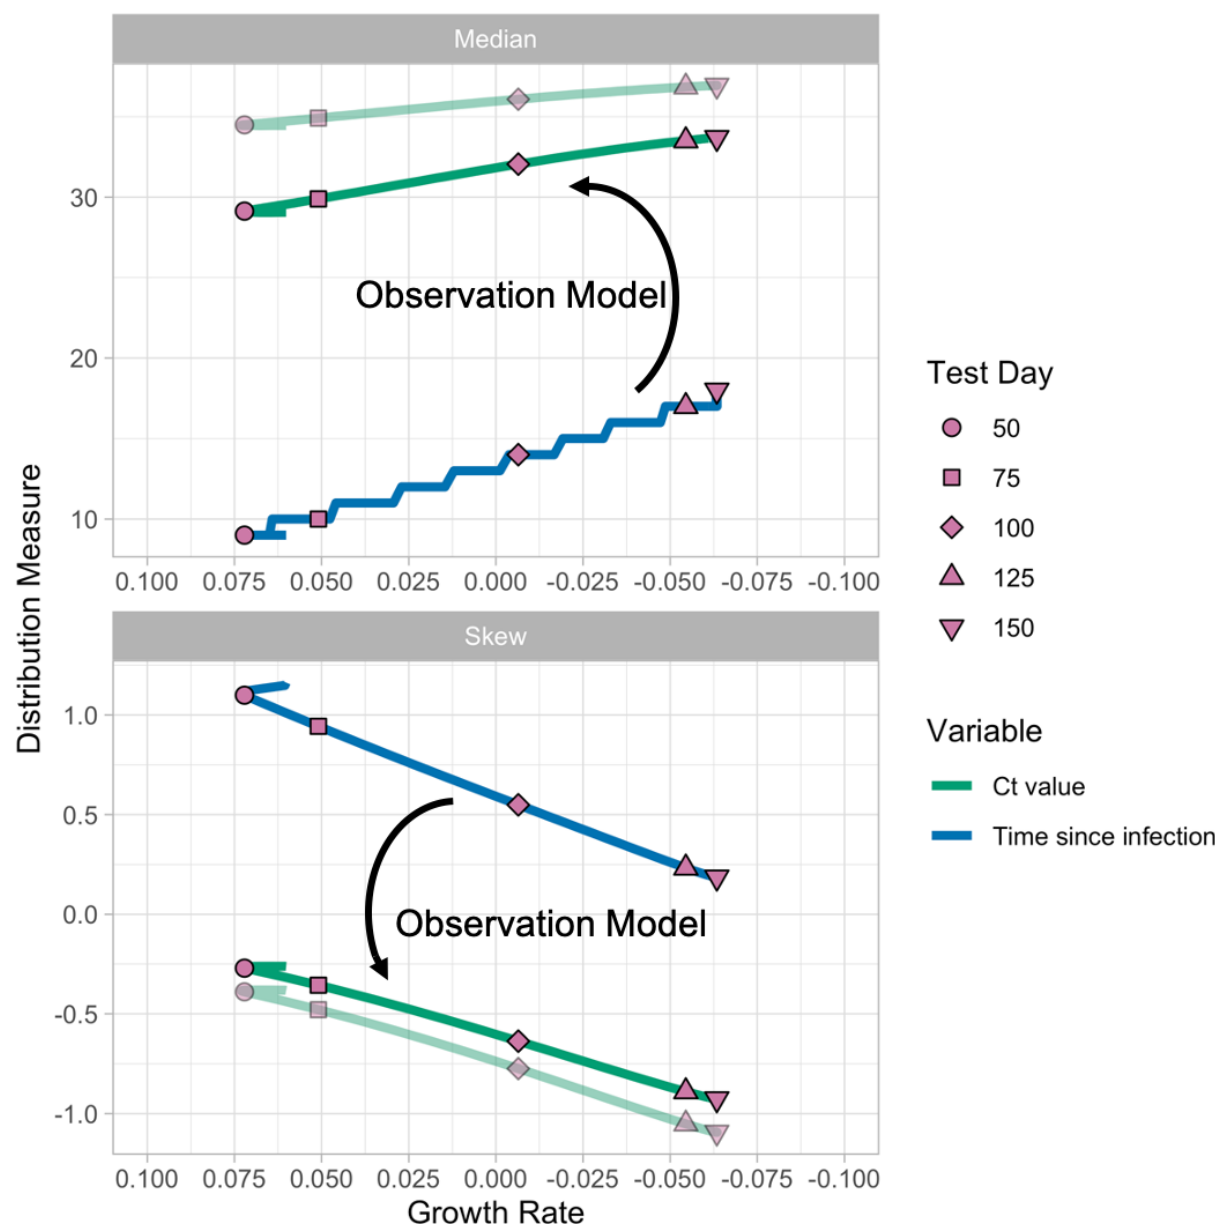 Median
30
20
10
Observation Model
0.100 0.075 0.050 0.025 0.000 -0.025 -0.050 -0.075 -0.100
Distribution Measure
Skew
1.0
0.5
0.0
-0.5
-1.0
Observation Model
0.100 0.075 0.050 0.025 0.000 -0.025 -0.050 -0.075 -0.100
Growth Rate
Test Day
50
75
100
125
150
Variable
Ct value
Time since infection